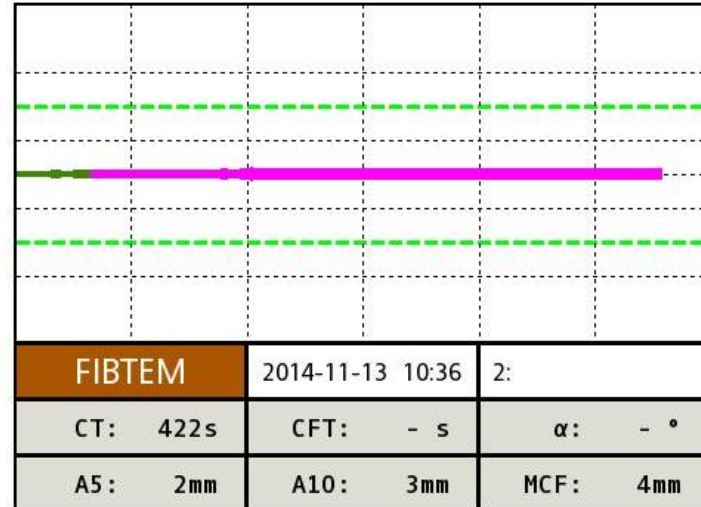 FIBTEM 2014-11-13 10:36 2:
CT: 422s CFT: - s α: - °
A5: 2mm A10: 3mm MCF: 4mm